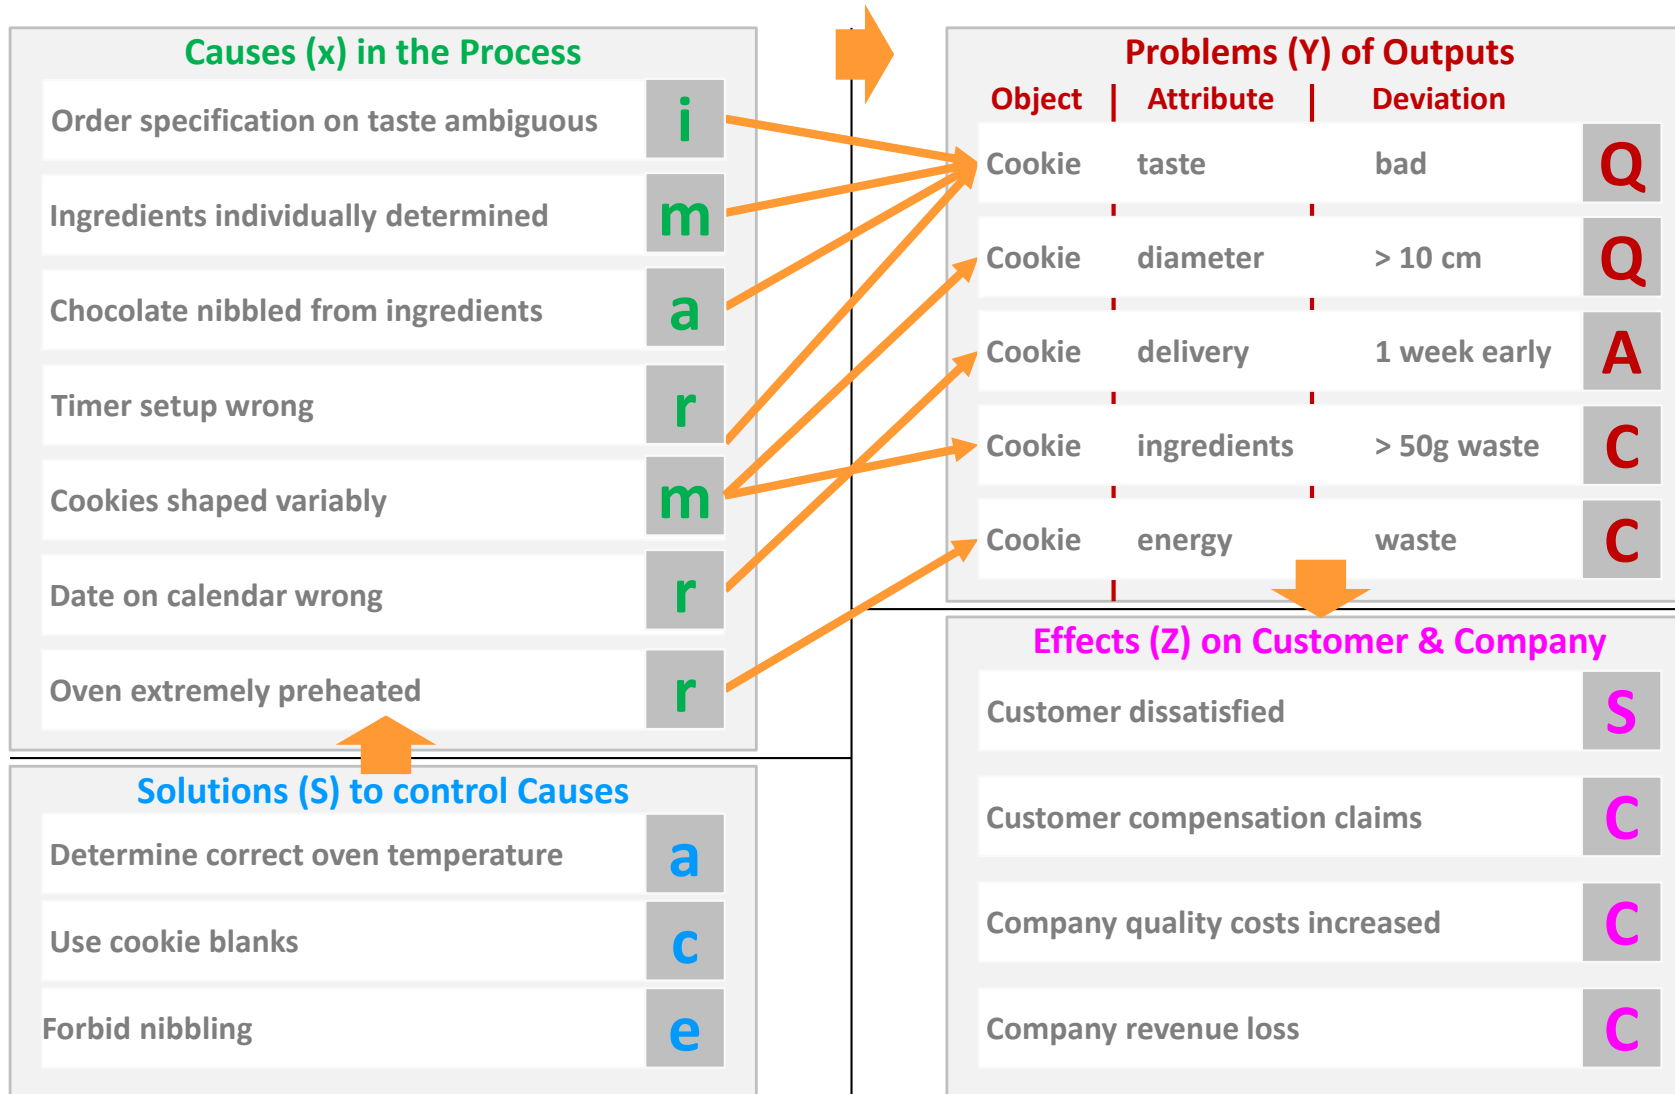 Causes (x) in the Process
Order specification on taste ambiguous i
Ingredients individually determined m
Chocolate nibbled from ingredients a
Timer setup wrong r
Cookies shaped variably m
Date on calendar wrong r
Oven extremely preheated r
Solutions (S) to control Causes
Determine correct oven temperature a
Use cookie blanks c
Forbid nibbling e
Problems (Y) of Outputs
Object Attribute Deviation
Cookie taste bad Q
Cookie diameter > 10 cm Q
Cookie delivery 1 week early A
Cookie ingredients > 50g waste C
Cookie energy waste C
Effects (Z) on Customer & Company
Customer dissatisfied S
Customer compensation claims C
Company quality costs increased C
Company revenue loss C